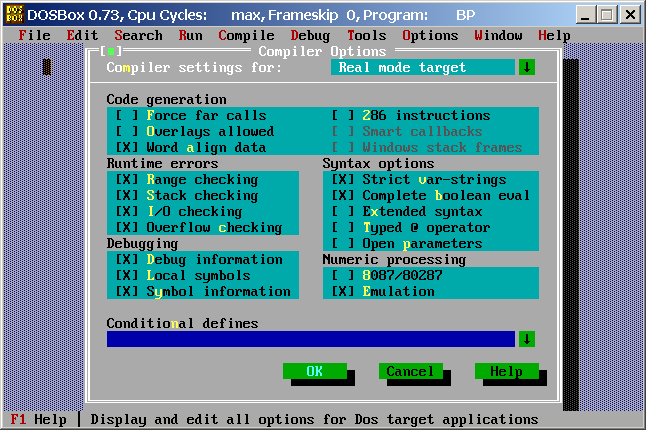 DOS BOX DOSBox 0.73, Cpu Cycles: max, Frameskip 0, Program: BP
File Edit Search Run Compile Debug Tools Options Window Help
Compiler Options
Compiler settings for: Real mode target ↓
Code generation
[ ] Force far calls [ ] 286 instructions
[ ] Overlays allowed [ ] Smart callbacks
[X] Word align data [ ] Windows stack frames
Runtime errors Syntax options
[X] Range checking [X] Strict var-strings
[X] Stack checking [X] Complete boolean eval
[X] I/O checking [ ] Extended syntax
[X] Overflow checking [ ] Typed @ operator
Debugging [ ] Open parameters
[X] Debug information Numeric processing
[X] Local symbols [ ] 8087/80287
[X] Symbol information [X] Emulation
Conditional defines
↓
OK Cancel Help
F1 Help │ Display and edit all options for Dos target applications